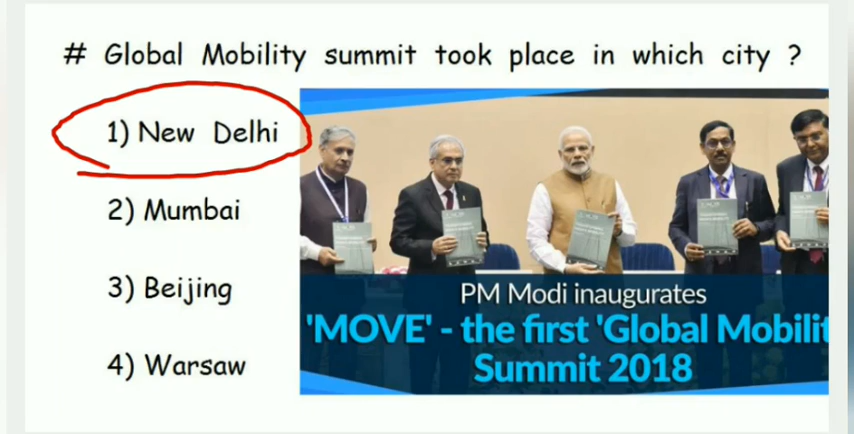 # Global Mobility summit took place in which city ?
1) New Delhi
2) Mumbai
3) Beijing
4) Warsaw
PM Modi inaugurates
'MOVE' - the first 'Global Mobilit
Summit 2018